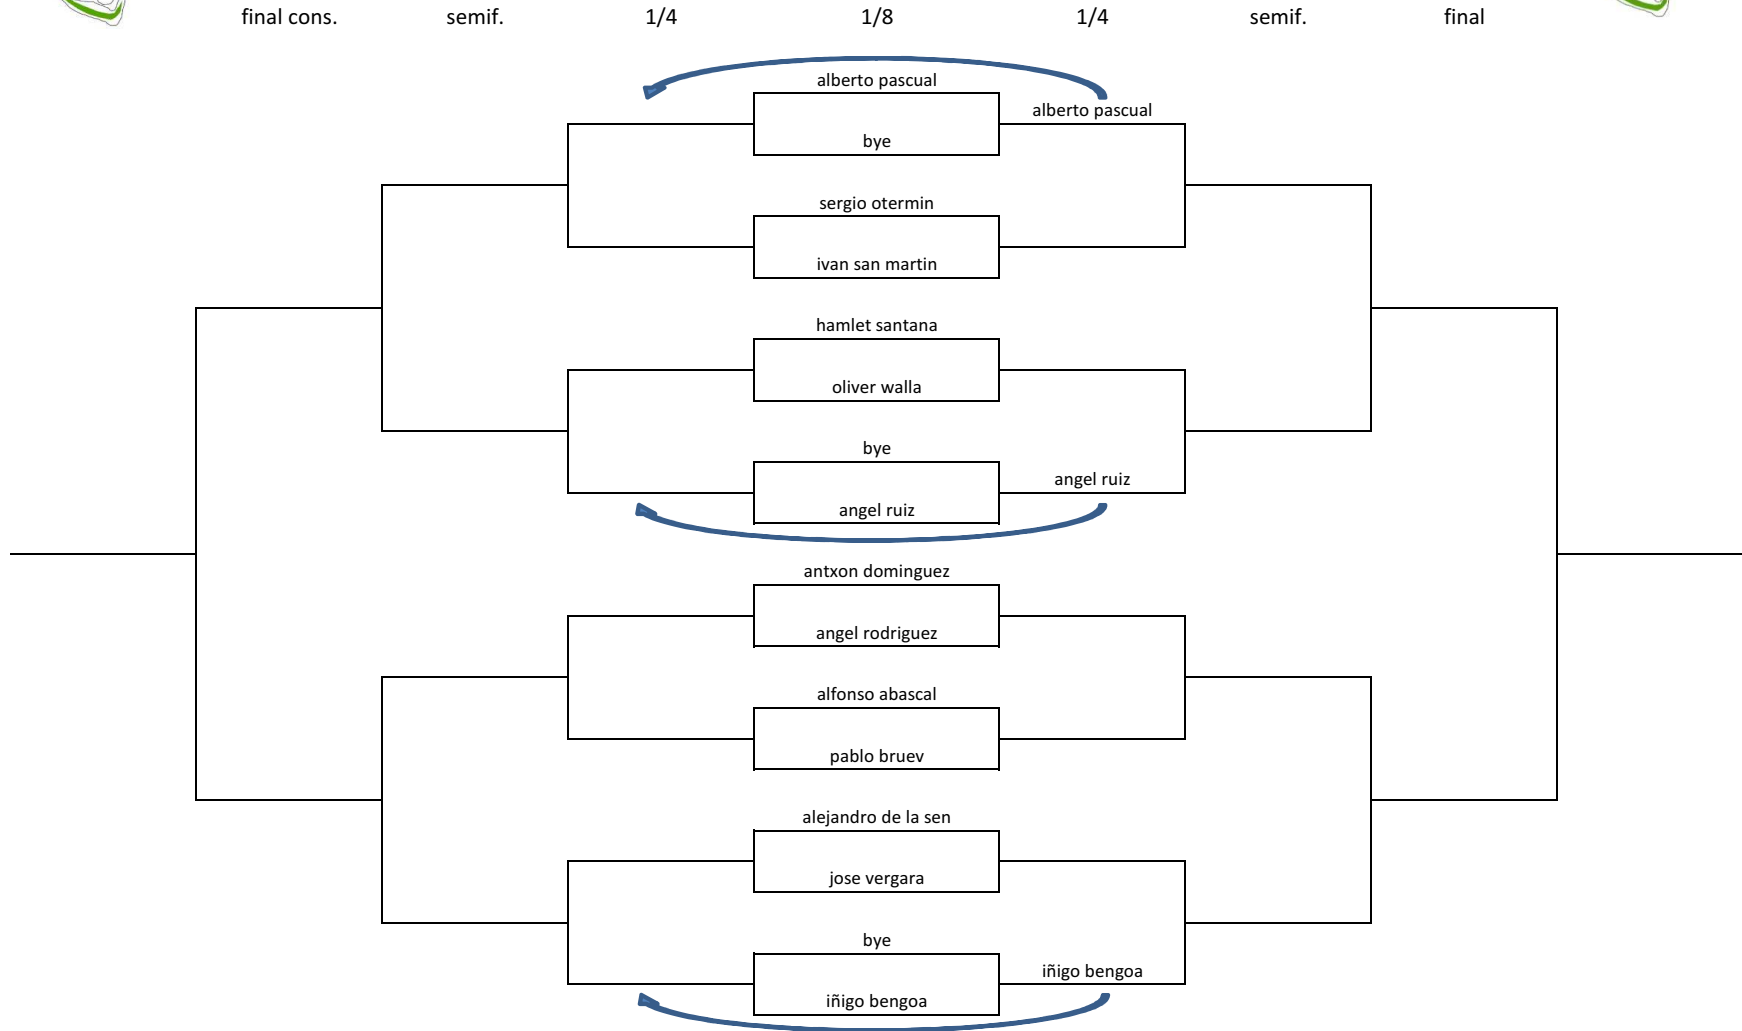 final cons. semif. 1/4 1/8 1/4 semif. final
alberto pascual
alberto pascual
bye
sergio otermin
ivan san martin
hamlet santana
oliver walla
bye
angel ruiz
angel ruiz
antxon dominguez
angel rodriguez
alfonso abascal
pablo bruev
alejandro de la sen
jose vergara
bye
iñigo bengoa
iñigo bengoa